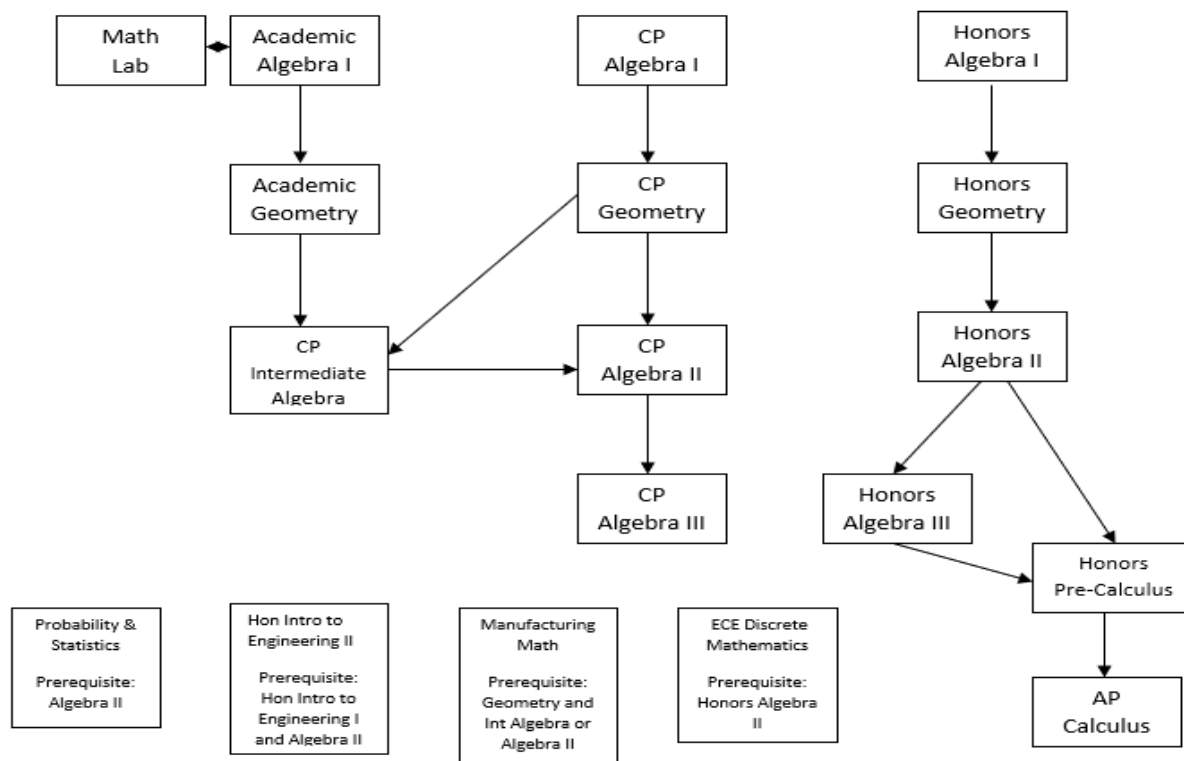 Math
Lab
Academic
Algebra I
CP
Algebra I
Honors
Algebra I
Academic
Geometry
CP
Geometry
Honors
Geometry
CP
Intermediate
Algebra
CP
Algebra II
Honors
Algebra II
CP
Algebra III
Honors
Algebra III
Honors
Pre-Calculus
Probability &
Statistics
Prerequisite:
Algebra II
Hon Intro to
Engineering II
Prerequisite:
Hon Intro to
Engineering I
and Algebra II
Manufacturing
Math
Prerequisite:
Geometry and
Int Algebra or
Algebra II
ECE Discrete
Mathematics
Prerequisite:
Honors Algebra
II
AP
Calculus